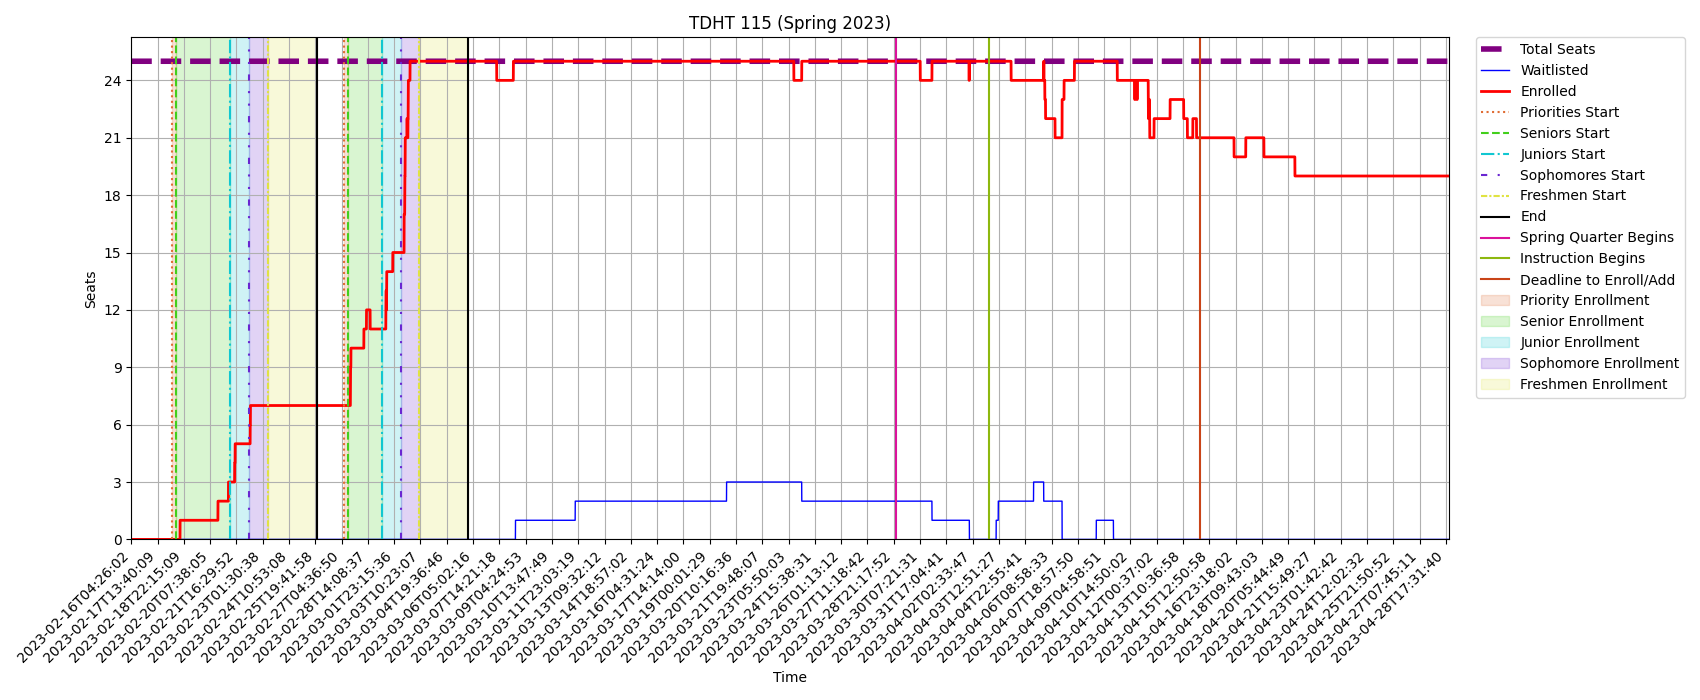 TDHT 115 (Spring 2023)
Seats
24
21
18
15
12
9
6
3
0
2023-02-16T04:26:02
2023-02-17T13:40:09
2023-02-18T22:15:09
2023-02-20T07:38:05
2023-02-21T16:29:52
2023-02-23T01:30:38
2023-02-24T10:53:05
2023-02-25T19:41:58
2023-02-27T04:36:50
2023-02-28T14:08:37
2023-03-01T23:15:36
2023-03-03T10:23:07
2023-03-04T19:36:46
2023-03-06T05:02:16
2023-03-07T14:21:18
2023-03-09T04:24:53
2023-03-10T13:47:49
2023-03-11T23:03:19
2023-03-13T09:32:12
2023-03-14T18:57:02
2023-03-16T04:31:24
2023-03-17T14:14:00
2023-03-19T00:01:29
2023-03-20T10:16:36
2023-03-21T19:48:07
2023-03-23T05:50:03
2023-03-24T15:38:31
2023-03-26T01:13:12
2023-03-27T11:18:42
2023-03-28T21:17:52
2023-03-30T07:21:31
2023-03-31T17:04:41
2023-04-02T02:33:47
2023-04-03T12:51:27
2023-04-04T22:55:41
2023-04-06T08:58:33
2023-04-07T18:57:50
2023-04-09T04:58:51
2023-04-10T14:50:02
2023-04-12T00:37:02
2023-04-13T10:36:58
2023-04-15T12:50:58
2023-04-16T23:18:02
2023-04-18T09:43:03
2023-04-20T05:44:49
2023-04-21T15:49:27
2023-04-23T01:42:42
2023-04-24T12:02:32
2023-04-25T21:50:52
2023-04-27T07:45:11
2023-04-28T17:31:40
Time
Total Seats
Waitlisted
Enrolled
Priorities Start
Seniors Start
Juniors Start
Sophomores Start
Freshmen Start
End
Spring Quarter Begins
Instruction Begins
Deadline to Enroll/Add
Priority Enrollment
Senior Enrollment
Junior Enrollment
Sophomore Enrollment
Freshmen Enrollment